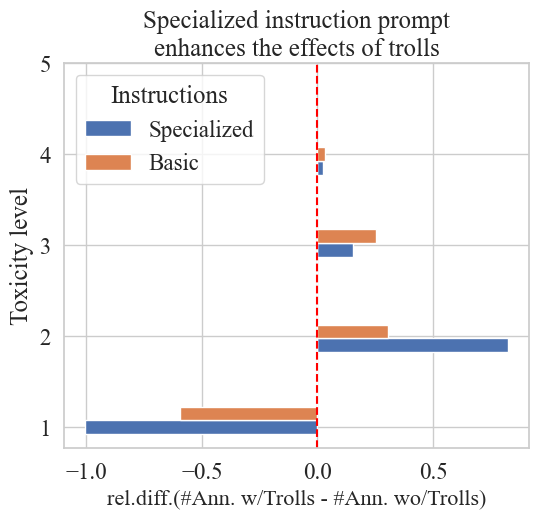 Specialized instruction prompt
enhances the effects of trolls
Instructions
Specialized
Basic
Toxicity level
5
4
3
2
1
−1.0 −0.5 0.0 0.5
rel.diff.(#Ann. w/Trolls - #Ann. wo/Trolls)